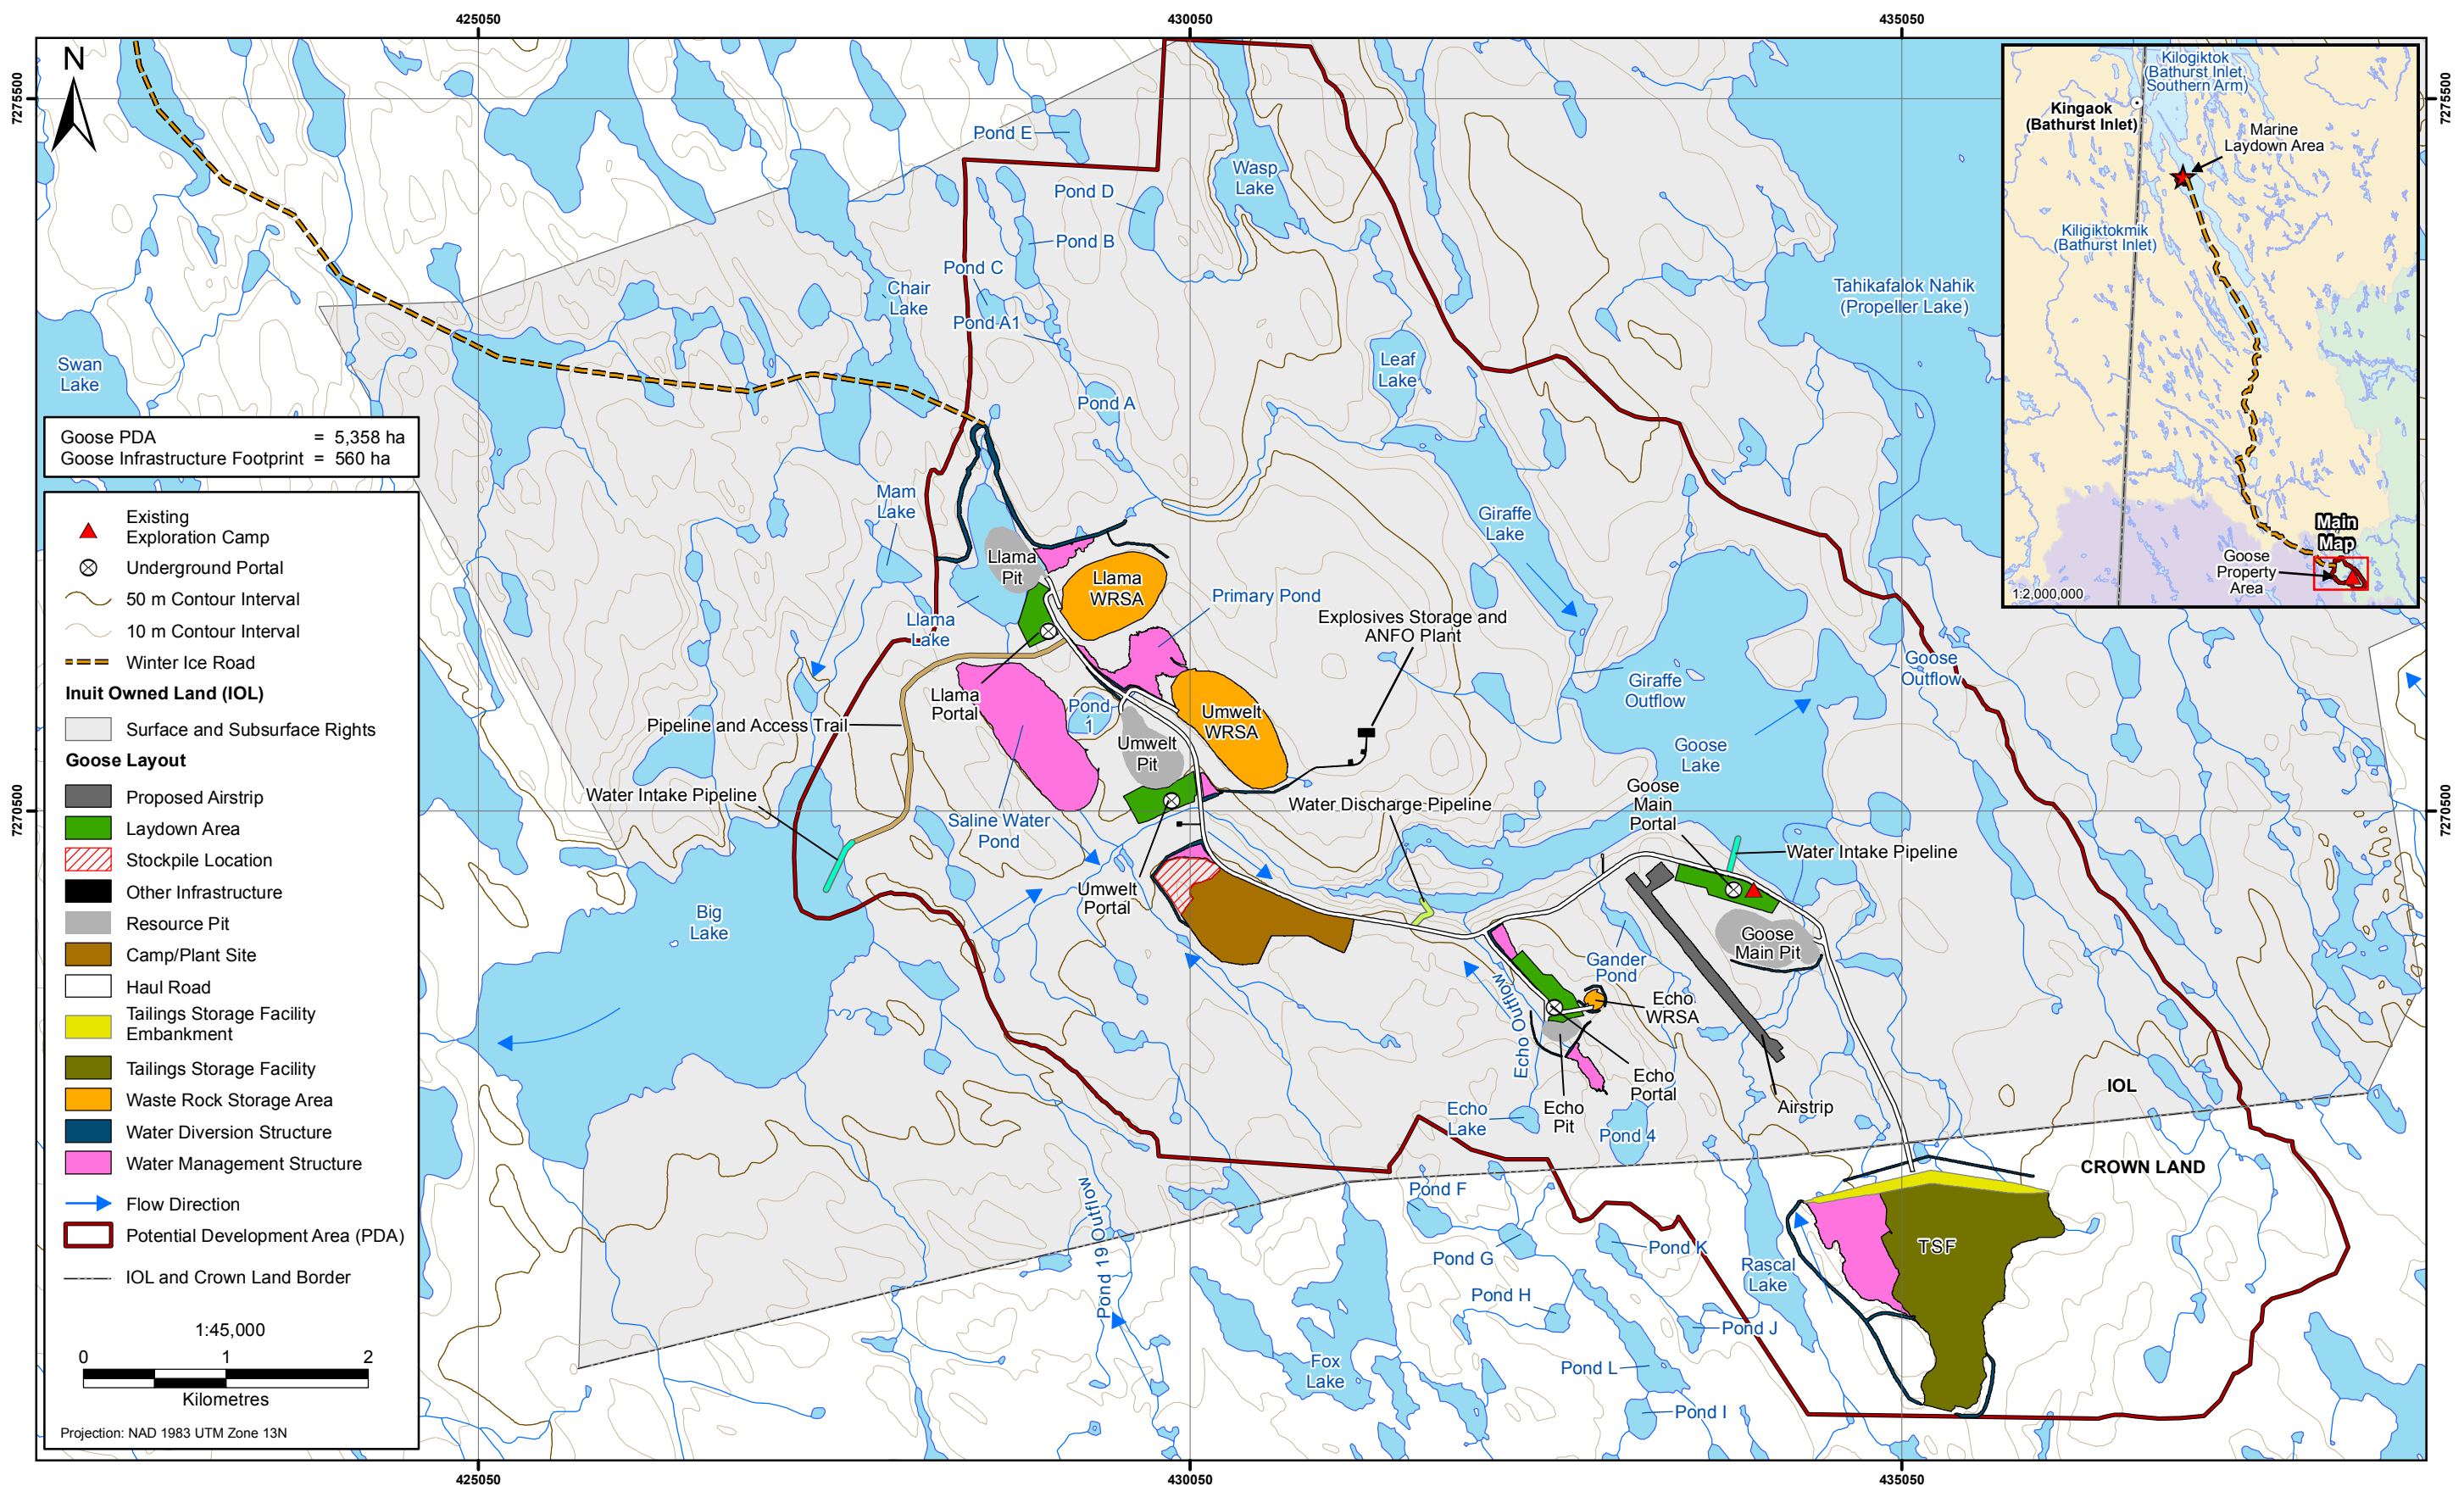 425050
430050
435050
7275500
7275500
N
Kilogiktok
(Bathurst Inlet,
Southern Arm)
Kingaok
(Bathurst Inlet)
Marine
Laydown Area
Kiligiktokmik
(Bathurst Inlet)
Main
Map
Goose
Property
Area
1:2,000,000
Pond E
Wasp
Lake
Pond D
Pond B
Pond C
Chair
Lake
Pond A1
Tahikafalok Nahik
(Propeller Lake)
Swan
Lake
Leaf
Lake
Pond A
Goose PDA = 5,358 ha
Goose Infrastructure Footprint = 560 ha
Mam
Lake
Giraffe
Lake
Llama
Pit
Llama
WRSA
Primary Pond
Explosives Storage and
ANFO Plant
Llama
Lake
Goose
Outflow
Giraffe
Outflow
Llama
Portal
Pond
1
Umwelt
WRSA
Pipeline and Access Trail
Umwelt
Pit
Goose
Lake
Water Intake Pipeline
Water Discharge Pipeline
Goose
Main
Portal
Saline Water
Pond
Water Intake Pipeline
7270500
7270500
Umwelt
Portal
Big
Lake
Goose
Main Pit
Gander
Pond
Echo
WRSA
Echo Outflow
Echo
Portal
Echo
Lake
Echo
Pit
Airstrip
Pond 4
IOL
CROWN LAND
Pond F
Pond G
Pond K
Pond 19 Outflow
TSF
Rascal
Lake
Pond H
Pond J
Fox
Lake
Pond L
Pond I
Existing
Exploration Camp
Underground Portal
50 m Contour Interval
10 m Contour Interval
Winter Ice Road
Inuit Owned Land (IOL)
Surface and Subsurface Rights
Goose Layout
Proposed Airstrip
Laydown Area
Stockpile Location
Other Infrastructure
Resource Pit
Camp/Plant Site
Haul Road
Tailings Storage Facility
Embankment
Tailings Storage Facility
Waste Rock Storage Area
Water Diversion Structure
Water Management Structure
Flow Direction
Potential Development Area (PDA)
IOL and Crown Land Border
1:45,000
0 1 2
Kilometres
Projection: NAD 1983 UTM Zone 13N
425050
430050
435050